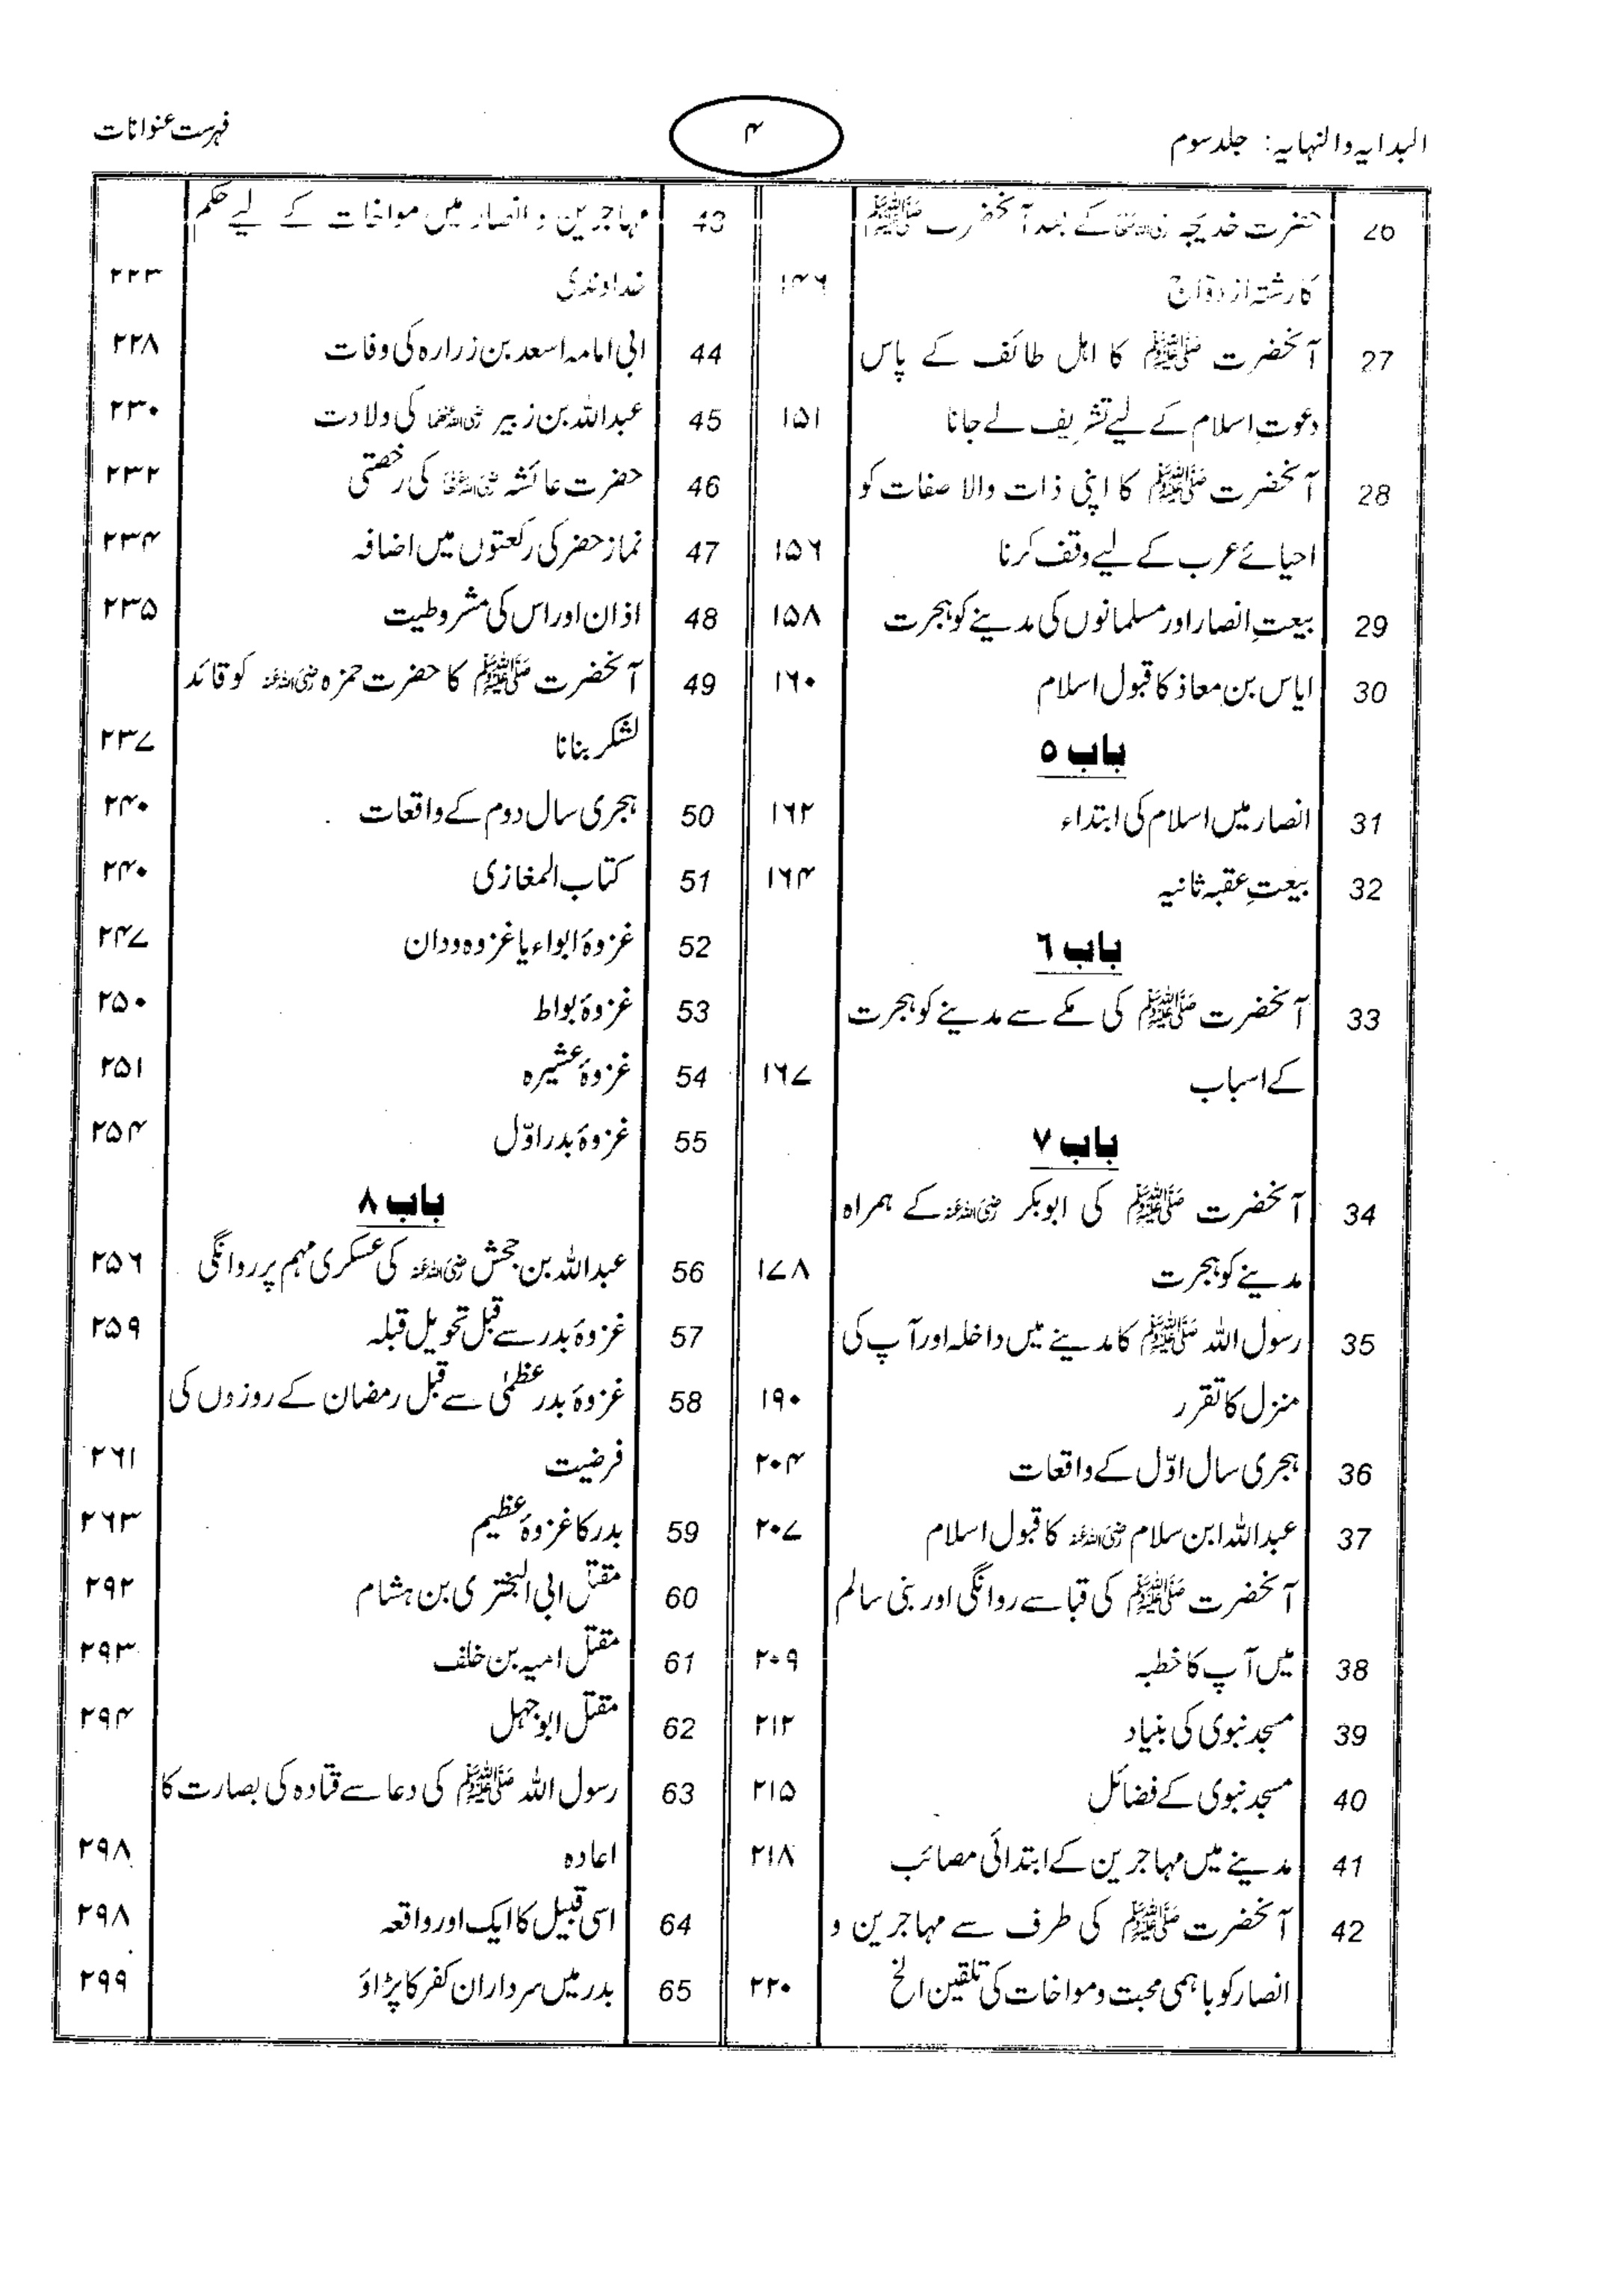 البدایہ والنہایہ: جلد سوم
۴
فہرست عنوانات
26 حضرت خدیجہ رضی اللہ عنہا کے بعد آنحضرت ﷺ
کا رشتہ ازدواج ۱۴۶
27 آنحضرت ﷺ کا اہل طائف کے پاس
دعوتِ اسلام کے لیے تشریف لے جانا ۱۵۱
28 آنحضرت ﷺ کا اپنی ذات والا صفات کو
احیائے عرب کے لیے وقف کرنا ۱۵۶
29 بیعتِ انصار اور مسلمانوں کی مدینے کو ہجرت ۱۵۸
30 ایاس بن معاذ کا قبول اسلام ۱۶۰
باب ۵
31 انصار میں اسلام کی ابتداء ۱۶۲
32 بیعتِ عقبہ ثانیہ ۱۶۴
باب ٦
33 آنحضرت ﷺ کی مکے سے مدینے کو ہجرت
کے اسباب ۱۶۷
باب ۷
34 آنحضرت ﷺ کی ابوبکر رضی اللہ عنہ کے ہمراہ
مدینے کو ہجرت ۱۷۸
35 رسول اللہ ﷺ کا مدینے میں داخلہ اور آپ کی
منزل کا تقرر ۱۹۰
36 ہجری سال اوّل کے واقعات ۲۰۴
37 عبداللہ ابن سلام رضی اللہ عنہ کا قبول اسلام ۲۰۷
آنحضرت ﷺ کی قبا سے روانگی اور بنی سالم
38 میں آپ کا خطبہ ۲۰۹
39 مسجد نبوی کی بنیاد ۲۱۲
40 مسجد نبوی کے فضائل ۲۱۵
41 مدینے میں مہاجرین کے ابتدائی مصائب ۲۱۸
42 آنحضرت ﷺ کی طرف سے مہاجرین و
انصار کو باہمی محبت و مواخات کی تلقین الخ ۲۲۰
43 مہاجرین و انصار میں مواخات کے لیے حکم
خداوندی ۲۲۳
44 ابی امامہ اسعد بن زرارہ کی وفات ۲۲۸
45 عبداللہ بن زبیر رضی اللہ عنہما کی ولادت ۲۳۰
46 حضرت عائشہ رضی اللہ عنہا کی رخصتی ۲۳۲
47 نماز حضر کی رکعتوں میں اضافہ ۲۳۴
48 اذان اور اس کی مشروطیت ۲۳۵
49 آنحضرت ﷺ کا حضرت حمزہ رضی اللہ عنہ کو قائد
لشکر بنانا ۲۳۷
50 ہجری سال دوم کے واقعات ۲۴۰
51 کتاب المغازی ۲۴۰
52 غزوۂ ابواء یا غزوہ ودان ۲۴۷
53 غزوۂ بواط ۲۵۰
54 غزوۂ عشیرہ ۲۵۱
55 غزوۂ بدر اوّل ۲۵۴
باب ۸
56 عبداللہ بن جحش رضی اللہ عنہ کی عسکری مہم پر روانگی ۲۵۶
57 غزوۂ بدر سے قبل تحویل قبلہ ۲۵۹
58 غزوۂ بدر عظمٰی سے قبل رمضان کے روزوں کی
فرضیت ۲۶۱
59 بدر کا غزوۂ عظیم ۲۶۳
60 مقتل ابی البختری بن ہشام ۲۹۲
61 مقتل امیہ بن خلف ۲۹۳
62 مقتل ابوجہل ۲۹۴
63 رسول اللہ ﷺ کی دعا سے قتادہ کی بصارت کا
اعادہ ۲۹۸
64 اسی قبیل کا ایک اور واقعہ ۲۹۸
65 بدر میں سرداران کفر کا پڑاؤ ۲۹۹